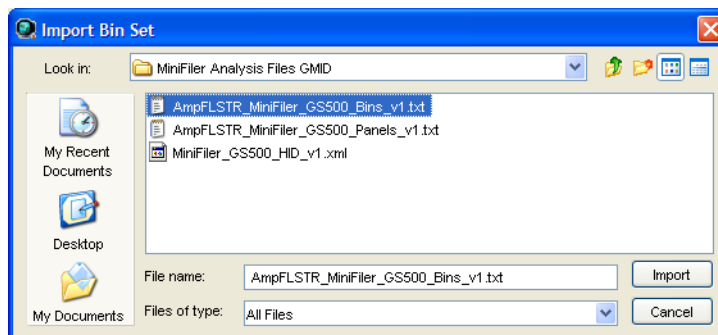 Import Bin Set
Look in:
MiniFiler Analysis Files GMID
AmpFLSTR_MiniFiler_GS500_Bins_v1.txt
AmpFLSTR_MiniFiler_GS500_Panels_v1.txt
MiniFiler_GS500_HID_v1.xml
My Recent
Documents
Desktop
My Documents
File name:
AmpFLSTR_MiniFiler_GS500_Bins_v1.txt
Import
Files of type:
All Files
Cancel